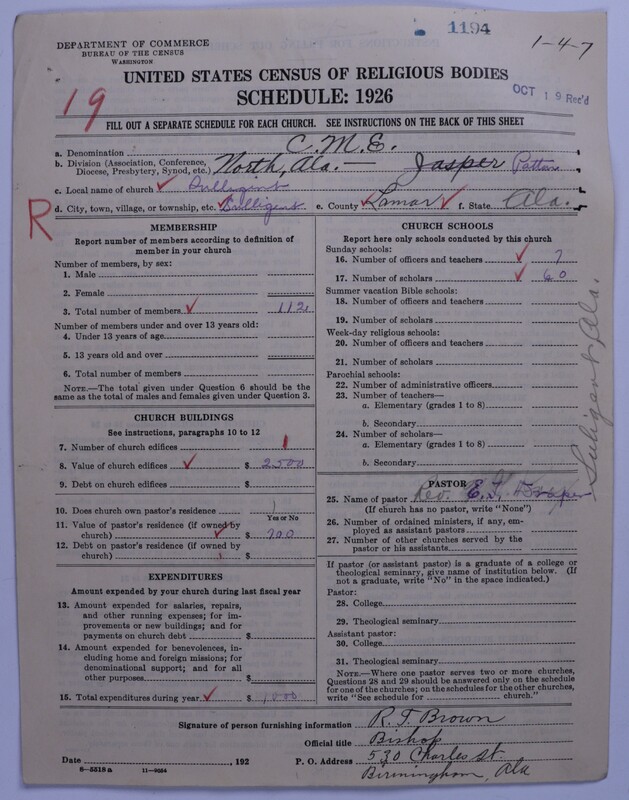 1194
DEPARTMENT OF COMMERCE
BUREAU OF THE CENSUS
WASHINGTON
1-4-7
UNITED STATES CENSUS OF RELIGIOUS BODIES
SCHEDULE: 1926
OCT 19 Rec'd
19
FILL OUT A SEPARATE SCHEDULE FOR EACH CHURCH. SEE INSTRUCTIONS ON THE BACK OF THIS SHEET
a. Denomination C.M.E.
b. Division (Association, Conference, Diocese, Presbytery, Synod, etc.) North, Ala. — Jasper Patton
c. Local name of church Sulligent
d. City, town, village, or township, etc. Sulligent e. County Lamar f. State Ala.
R
MEMBERSHIP
Report number of members according to definition of
member in your church
Number of members, by sex:
1. Male
2. Female
3. Total number of members 112
Number of members under and over 13 years old:
4. Under 13 years of age
5. 13 years old and over
6. Total number of members
NOTE.—The total given under Question 6 should be
same as the total of males and females given under Question 3.
CHURCH BUILDINGS
See instructions, paragraphs 10 to 12
7. Number of church edifices 1
8. Value of church edifices $ 2500
9. Debt on church edifices $
10. Does church own pastor's residence 1
Yes or No
11. Value of pastor's residence (if owned by
church) $ 700
12. Debt on pastor's residence (if owned by
church) $
EXPENDITURES
Amount expended by your church during last fiscal year
13. Amount expended for salaries, repairs,
and other running expenses; for im-
provements or new buildings; and for
payments on church debt $
14. Amount expended for benevolences, in-
cluding home and foreign missions; for
denominational support; and for all
other purposes $
15. Total expenditures during year $ 1000
CHURCH SCHOOLS
Report here only schools conducted by this church
Sunday schools:
16. Number of officers and teachers 7
17. Number of scholars 60
Summer vacation Bible schools:
18. Number of officers and teachers
19. Number of scholars
Week-day religious schools:
20. Number of officers and teachers
21. Number of scholars
Parochial schools:
22. Number of administrative officers
23. Number of teachers—
a. Elementary (grades 1 to 8)
b. Secondary
24. Number of scholars—
a. Elementary (grades 1 to 8)
b. Secondary
Suligent Ala.
PASTOR
25. Name of pastor Rev. E. T.
(If church has no pastor, write "None")
26. Number of ordained ministers, if any, em-
ployed as assistant pastors
27. Number of other churches served by the
pastor or his assistants
If pastor (or assistant pastor) is a graduate of a college or
theological seminary, give name of institution below. (If
not a graduate, write "No" in the space indicated.)
Pastor:
28. College
29. Theological seminary
Assistant pastor:
30. College
31. Theological seminary
NOTE.—Where one pastor serves two or more churches,
Questions 28 and 29 should be answered only on the schedule
for one of the churches; on the schedules for the other churches,
write "See schedule for church."
Signature of person furnishing information R. T. Brown
Official title Bishop
Date , 192 P. O. Address 530 Charles St.
Birmingham, Ala
8-5518a 11-9054